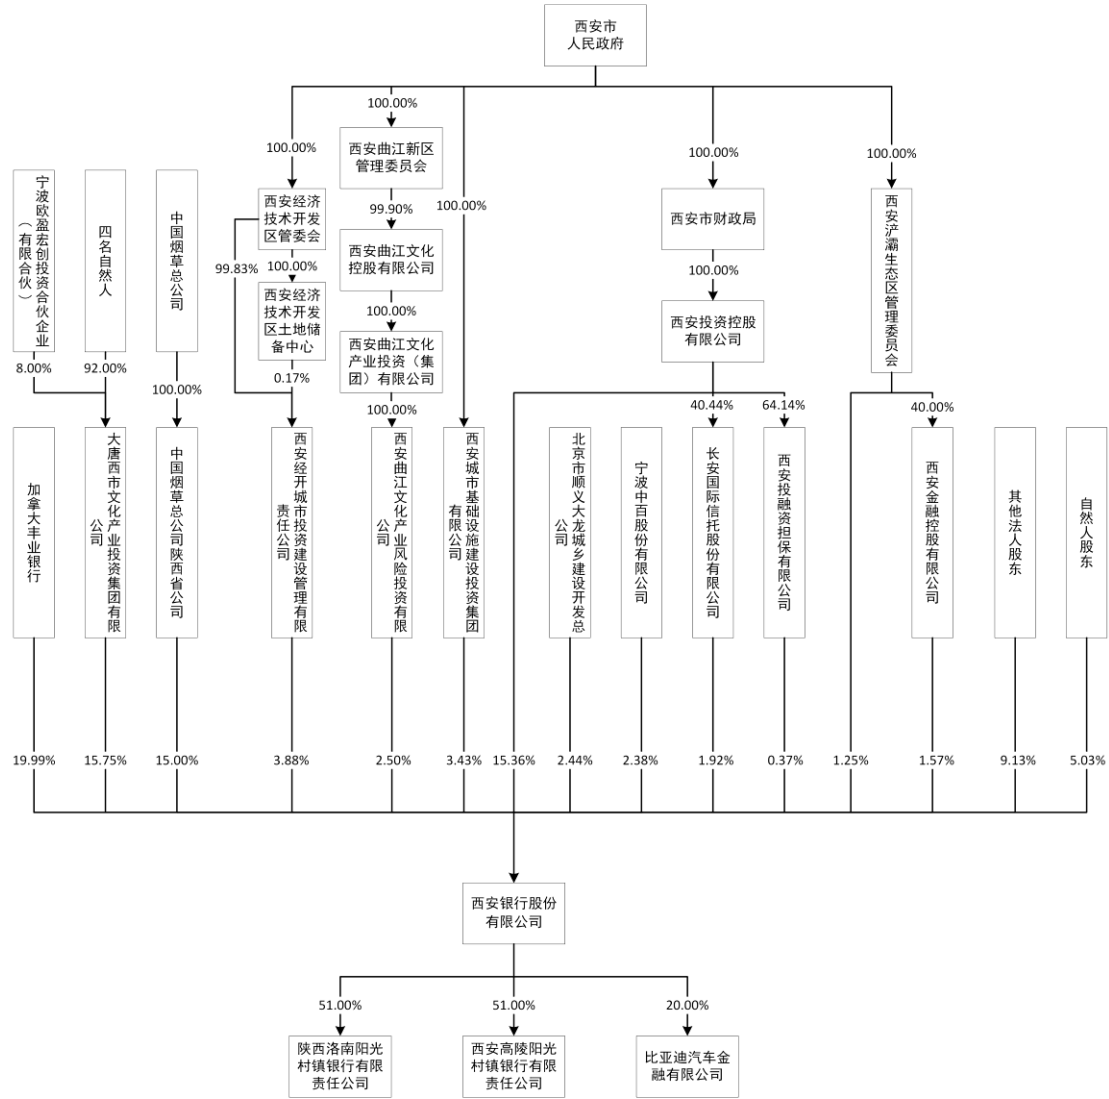 西安市
人民政府
100.00%
100.00%
100.00%
100.00%
100.00%
西安曲江新区
管理委员会
宁波欧盈宏创投资合伙企业
（有限合伙）
四名自然人
中国烟草总公司
西安经济
技术开发
区管委会
99.90%
100.00%
西安市财政局
西安浐灞生态区管理委员会
西安曲江文化
控股有限公司
99.83%
100.00%
100.00%
西安经济
技术开发
区土地储
备中心
100.00%
西安投资控股
有限公司
西安曲江文化
产业投资（集
团）有限公司
8.00%
92.00%
100.00%
0.17%
100.00%
40.44%
64.14%
40.00%
加拿大丰业银行
大唐西市文化产业投资集团有限
公司
中国烟草总公司陕西省公司
西安经开城市投资建设管理有限
责任公司
西安曲江文化产业风险投资有限
公司
西安城市基础设施建设投资集团
有限公司
北京市顺义大龙城乡建设开发总
公司
宁波中百股份有限公司
长安国际信托股份有限公司
西安投融资担保有限公司
西安金融控股有限公司
其他法人股东
自然人股东
19.99%
15.75%
15.00%
3.88%
2.50%
3.43%
15.36%
2.44%
2.38%
1.92%
0.37%
1.25%
1.57%
9.13%
5.03%
西安银行股份
有限公司
51.00%
51.00%
20.00%
陕西洛南阳光
村镇银行有限
责任公司
西安高陵阳光
村镇银行有限
责任公司
比亚迪汽车金
融有限公司